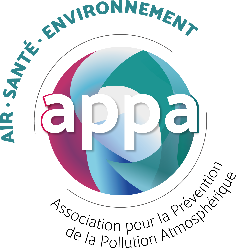 AIR · SANTÉ · ENVIRONNEMENT
appa
Association pour la Prévention
de la Pollution Atmosphérique